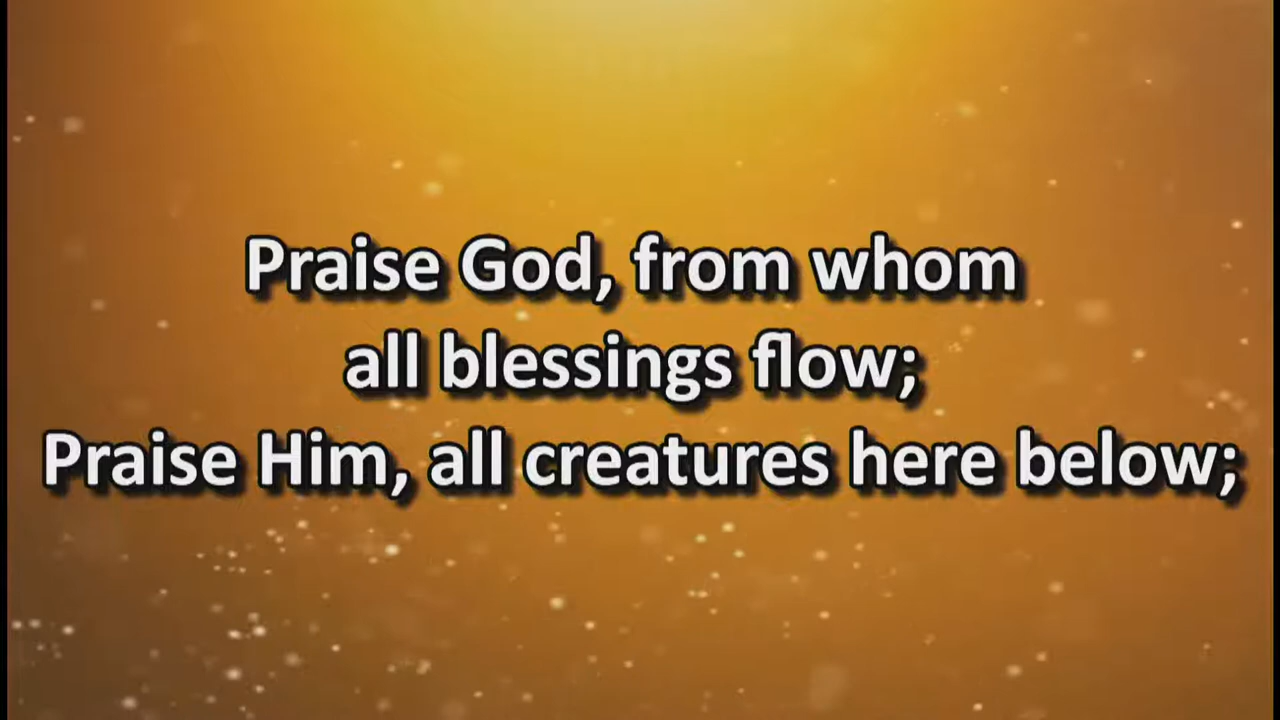 Praise God, from whom
all blessings flow;
Praise Him, all creatures here below;